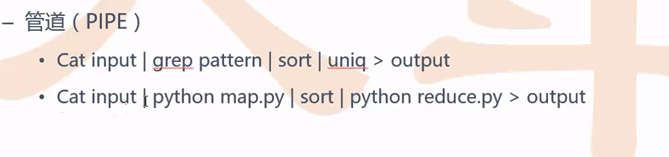 – 管道（PIPE）
• Cat input | grep pattern | sort | uniq > output
• Cat input | python map.py | sort | python reduce.py > output